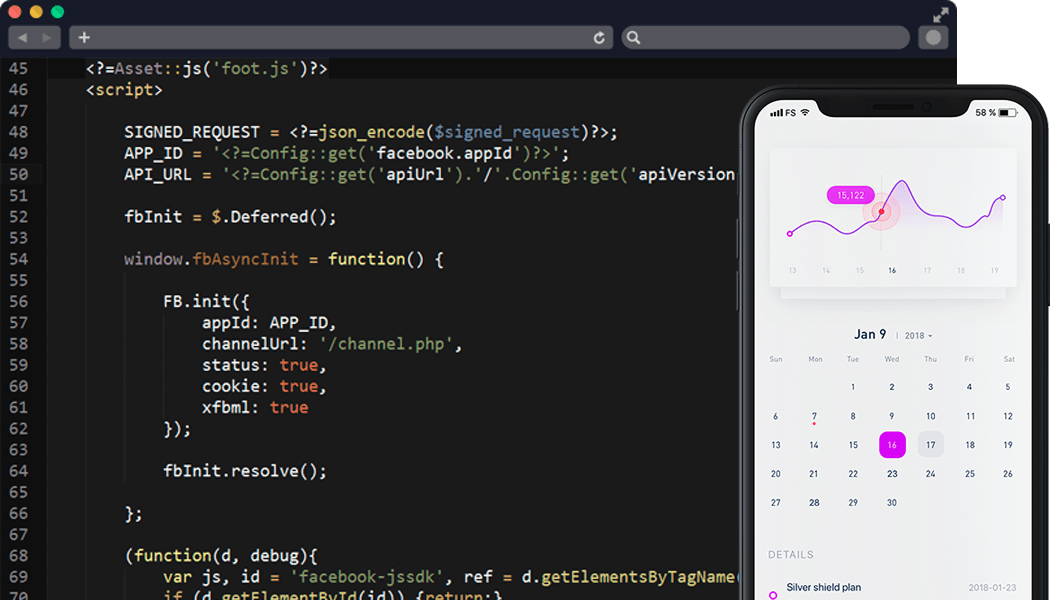 45 <?=Asset::js('foot.js')?>
46 <script>
47
48 SIGNED_REQUEST = <?=json_encode($signed_request)?>;
49 APP_ID = '<?=Config::get('facebook.appId')?>';
50 API_URL = '<?=Config::get('apiUrl').'/'.Config::get('apiVersion
51
52 fbInit = $.Deferred();
53
54 window.fbAsyncInit = function() {
55
56 FB.init({
57 appId: APP_ID,
58 channelUrl: '/channel.php',
59 status: true,
60 cookie: true,
61 xfbml: true
62 });
63
64 fbInit.resolve();
65
66 };
67
68 (function(d, debug){
69 var js, id = 'facebook-jssdk', ref = d.getElementsByTagName(
70 if (d.getElementById(id)) {return;}
FS 58 %
15,122
13 14 15 16 17 18 19
Jan 9 | 2018
Sun Mon Tue Wed Thu Fri Sat
1 2 3 4 5
6 7 8 9 10 11 12
13 14 15 16 17 18 19
20 21 22 23 24 25 26
27 28 29 30
DETAILS
Silver shield plan 2018-01-23